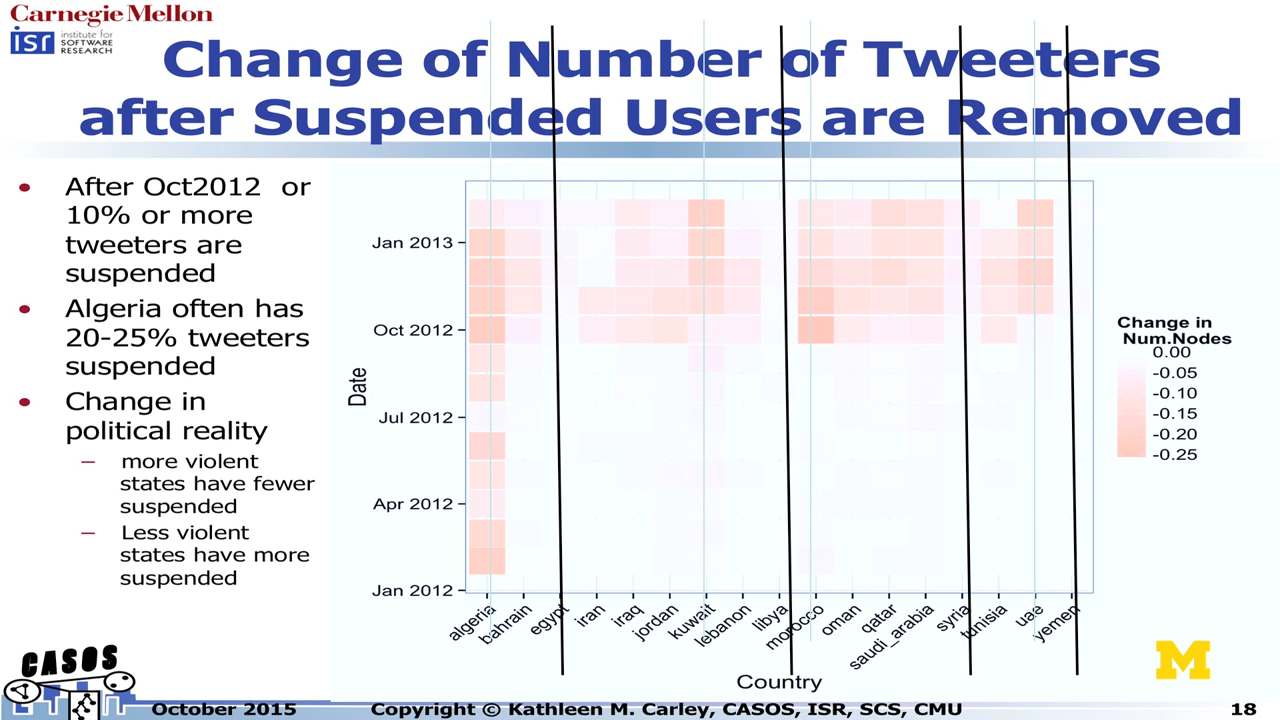 Carnegie Mellon
isr institute for
SOFTWARE
RESEARCH
Change of Number of Tweeters
after Suspended Users are Removed
• After Oct2012 or
10% or more
tweeters are
suspended
• Algeria often has
20-25% tweeters
suspended
• Change in
political reality
– more violent
states have fewer
suspended
– Less violent
states have more
suspended
Date
Jan 2013
Oct 2012
Jul 2012
Apr 2012
Jan 2012
algeria
bahrain
egypt
iran
iraq
jordan
kuwait
lebanon
libya
morocco
oman
qatar
saudi_arabia
syria
tunisia
uae
yemen
Country
Change in
Num.Nodes
0.00
-0.05
-0.10
-0.15
-0.20
-0.25
CASOS
M
October 2015 Copyright © Kathleen M. Carley, CASOS, ISR, SCS, CMU 18